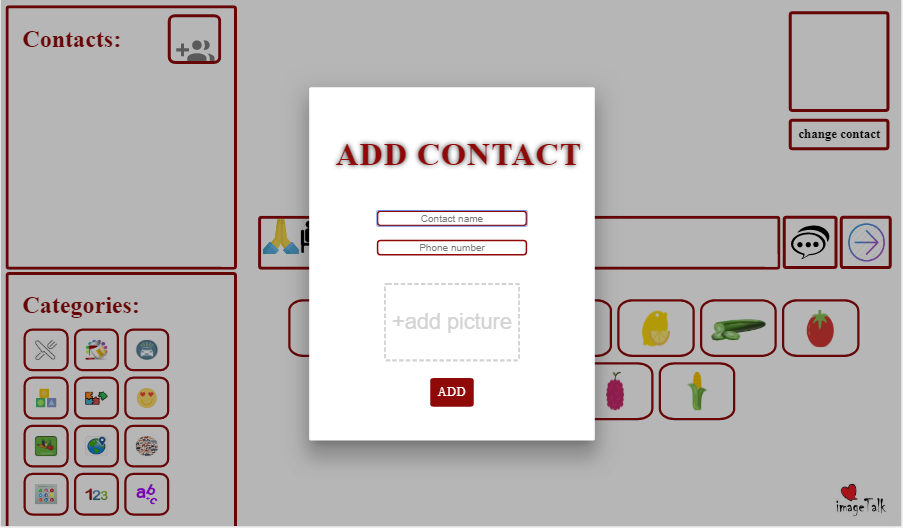 Contacts:
change contact
ADD CONTACT
Contact name
Phone number
+add picture
ADD
Categories:
123
abc
imageTalk